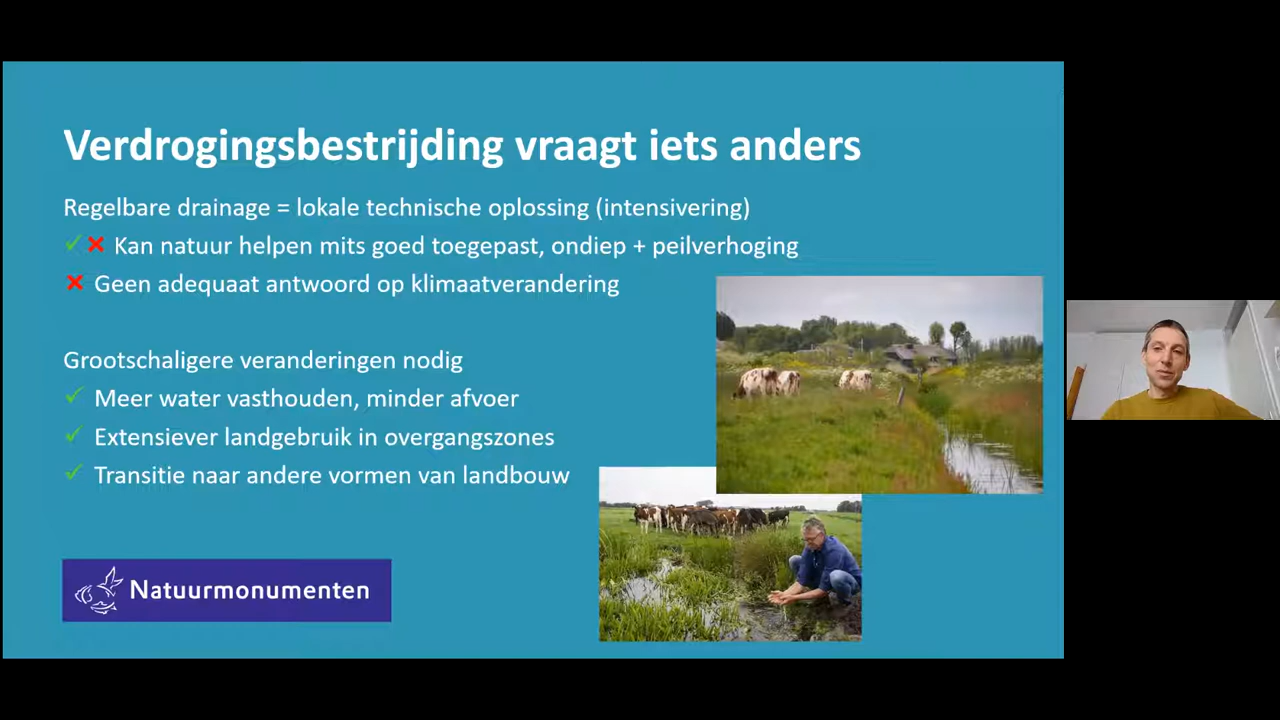 Verdrogingsbestrijding vraagt iets anders
Regelbare drainage = lokale technische oplossing (intensivering)
✓✕ Kan natuur helpen mits goed toegepast, ondiep + peilverhoging
✕ Geen adequaat antwoord op klimaatverandering
Grootschaligere veranderingen nodig
✓ Meer water vasthouden, minder afvoer
✓ Extensiever landgebruik in overgangszones
✓ Transitie naar andere vormen van landbouw
Natuurmonumenten